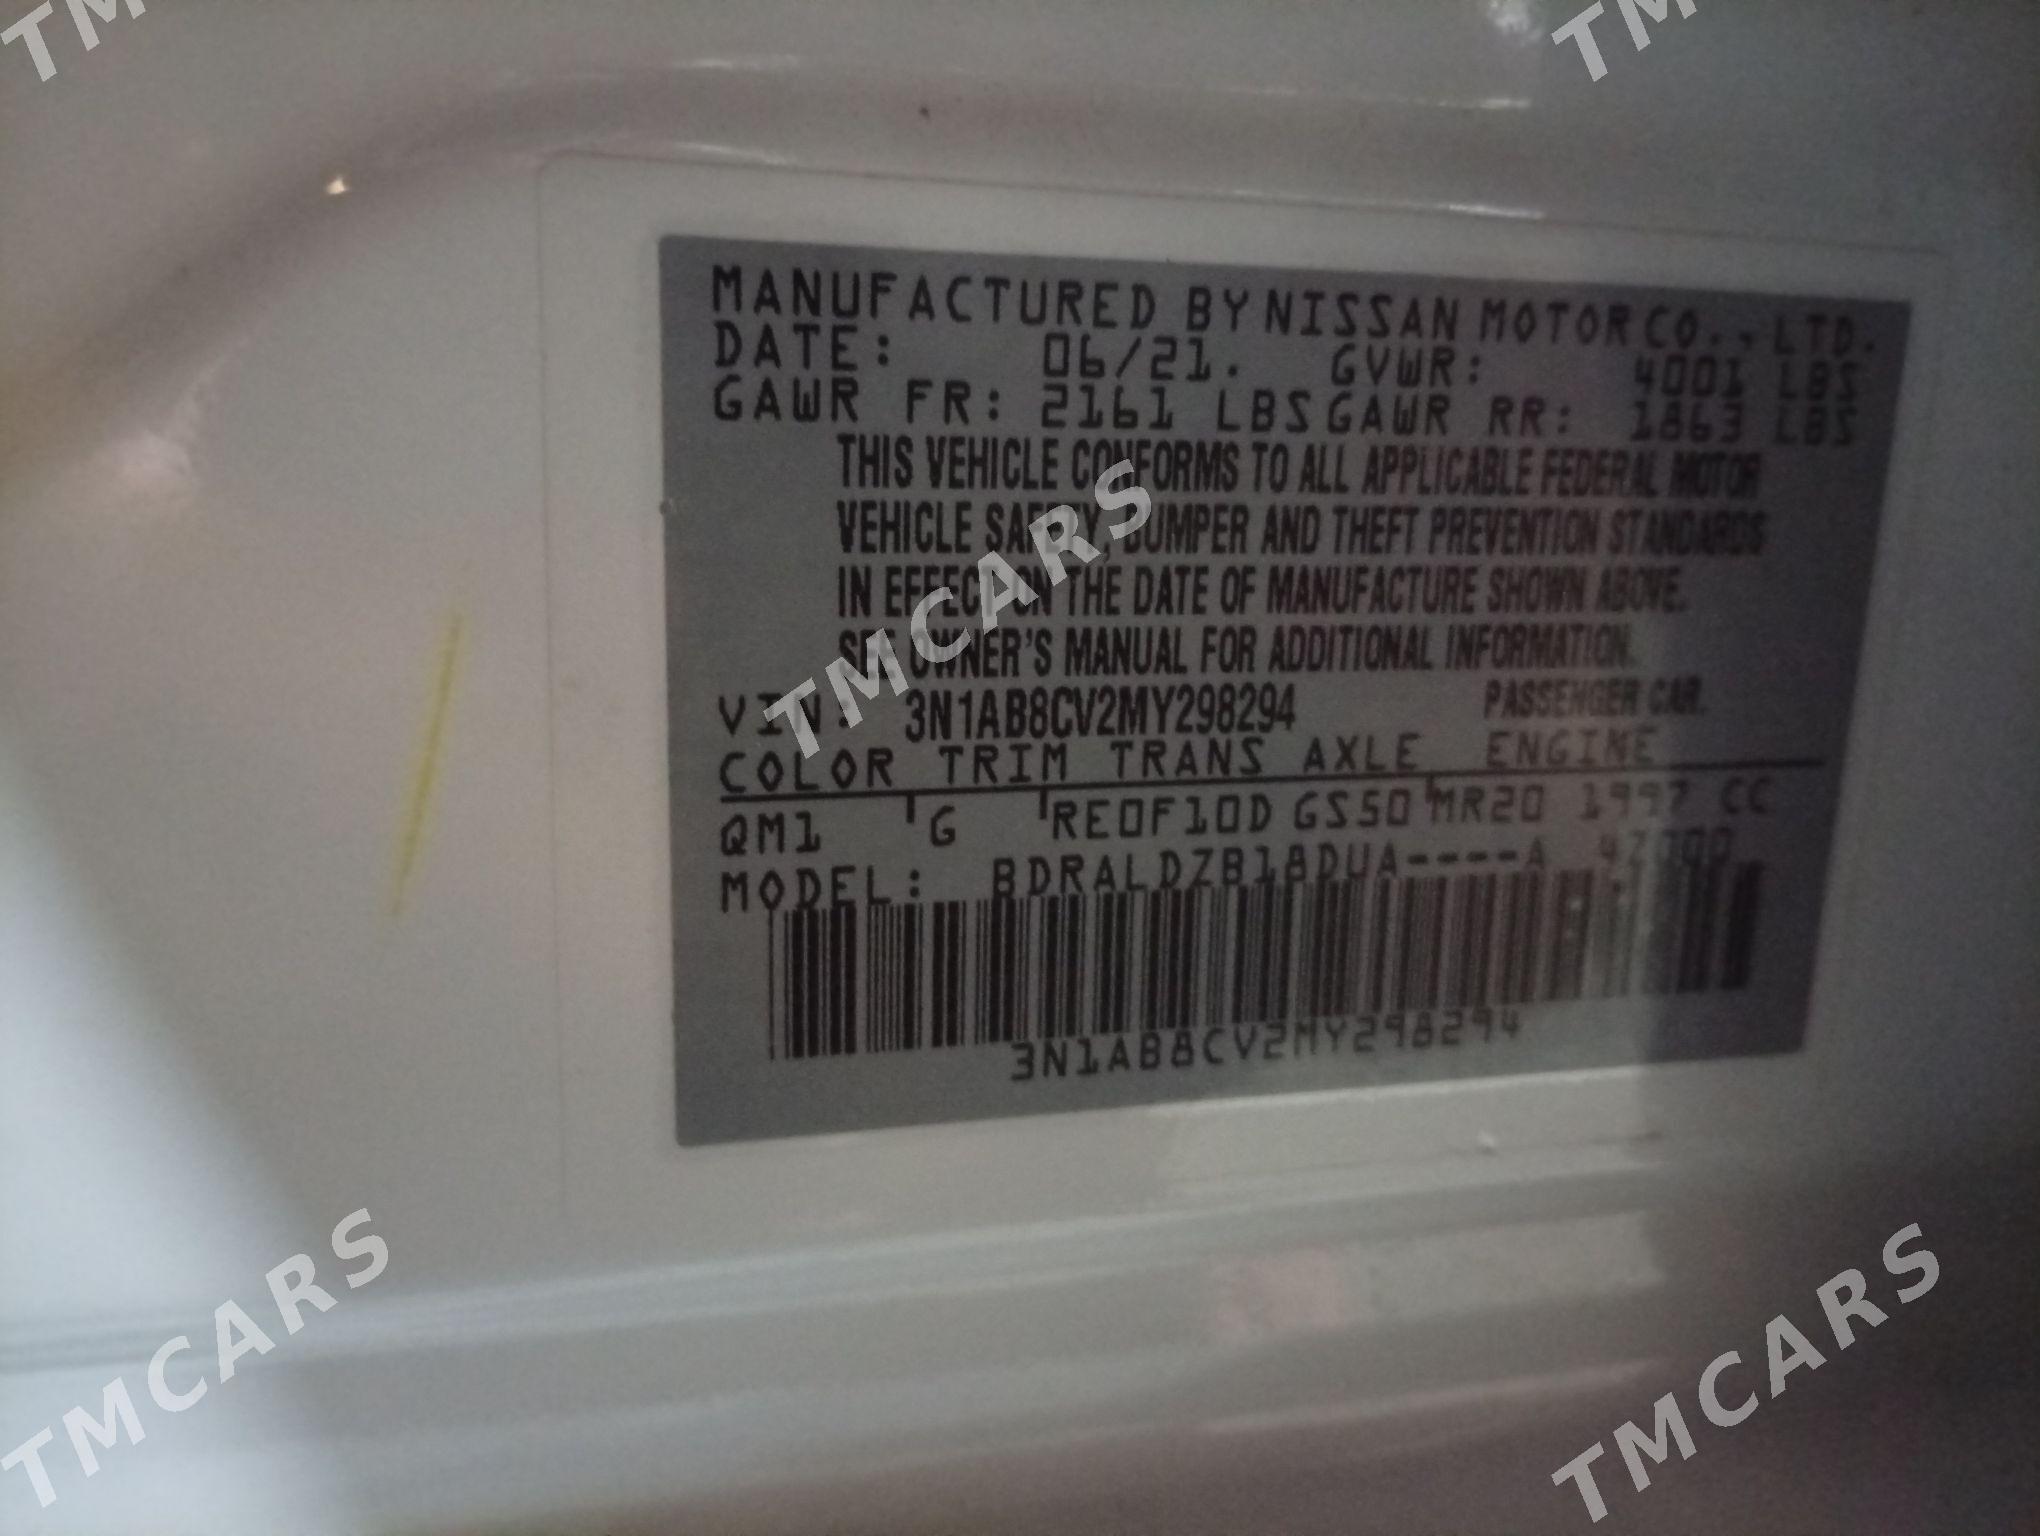 MANUFACTURED BY NISSAN MOTOR CO., LTD.
DATE: 06/21. GVWR: 4001 LBS
GAWR FR: 2161 LBS GAWR RR: 1863 LBS
THIS VEHICLE CONFORMS TO ALL APPLICABLE FEDERAL MOTOR
VEHICLE SAFETY, BUMPER AND THEFT PREVENTION STANDARDS
IN EFFECT ON THE DATE OF MANUFACTURE SHOWN ABOVE.
SEE OWNER'S MANUAL FOR ADDITIONAL INFORMATION.
VIN: 3N1AB8CV2MY298294 PASSENGER CAR.
COLOR TRIM TRANS AXLE ENGINE
QM1 G RE0F10D GS50 MR20 1997 CC
MODEL: BDRALDZB18DUA----A
3N1AB8CV2MY298294
TMCARS
TMCARS
TMCARS